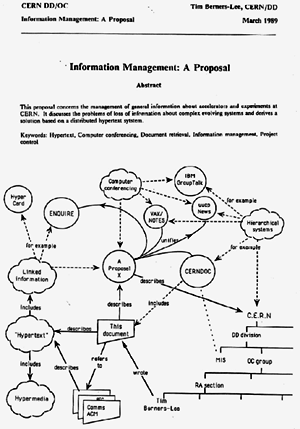 CERN DD/OC
Tim Berners-Lee, CERN/DD
Information Management: A Proposal
March 1989
Information Management: A Proposal
Abstract
This proposal concerns the management of general information about accelerators and experiments at
CERN. It discusses the problems of loss of information about complex evolving systems and derives a
solution based on a distributed hypertext system.
Keywords: Hypertext, Computer conferencing, Document retrieval, Information management, Project
control
Computer
conferencing
IBM
GroupTalk
for example
Hyper
Card
ENQUIRE
VAX/
NOTES
uucp
News
Hierarchical
systems
for example
unifies
for example
Linked
information
A
Proposal
X
CERNDOC
describes
includes
describes
includes
C.E.R.N
"Hypertext"
describes
This
document
DD division
refers
to
MIS
OC group
includes
describes
wrote
RA section
Hypermedia
etc
Comms
ACM
Tim
Berners-Lee